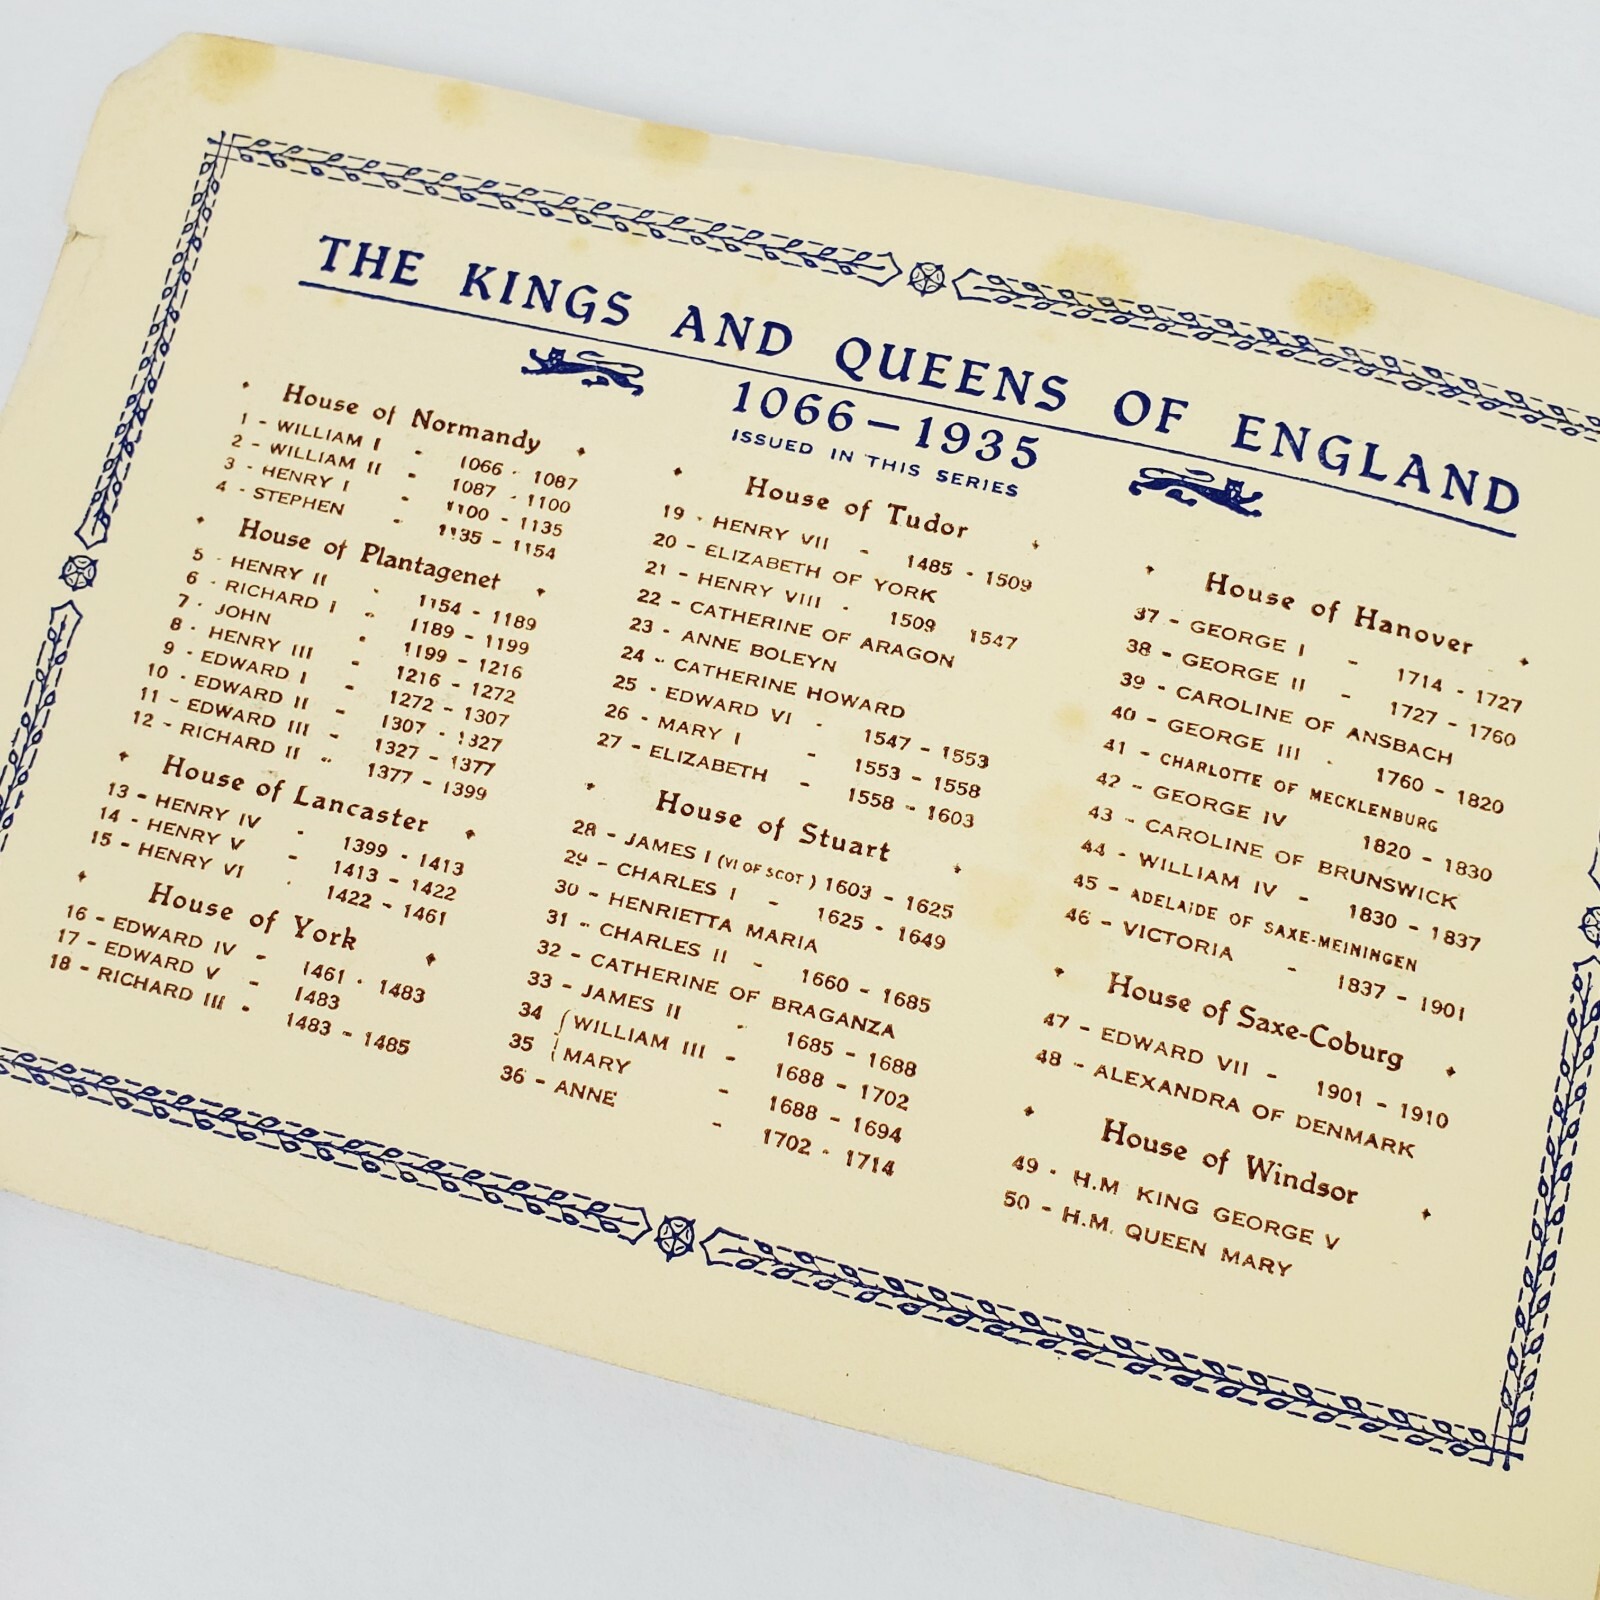 THE KINGS AND QUEENS OF ENGLAND
1066 – 1935
ISSUED IN THIS SERIES
House of Normandy
1 - WILLIAM I - 1066 - 1087
2 - WILLIAM II - 1087 - 1100
3 - HENRY I - 1100 - 1135
4 - STEPHEN - 1135 - 1154
House of Plantagenet
5 - HENRY II - 1154 - 1189
6 - RICHARD I - 1189 - 1199
7 - JOHN - 1199 - 1216
8 - HENRY III - 1216 - 1272
9 - EDWARD I - 1272 - 1307
10 - EDWARD II - 1307 - 1327
11 - EDWARD III - 1327 - 1377
12 - RICHARD II - 1377 - 1399
House of Lancaster
13 - HENRY IV - 1399 - 1413
14 - HENRY V - 1413 - 1422
15 - HENRY VI - 1422 - 1461
House of York
16 - EDWARD IV - 1461 - 1483
17 - EDWARD V - 1483
18 - RICHARD III - 1483 - 1485
House of Tudor
19 - HENRY VII - 1485 - 1509
20 - ELIZABETH OF YORK
21 - HENRY VIII - 1509 1547
22 - CATHERINE OF ARAGON
23 - ANNE BOLEYN
24 - CATHERINE HOWARD
25 - EDWARD VI - 1547 - 1553
26 - MARY I - 1553 - 1558
27 - ELIZABETH - 1558 - 1603
House of Stuart
28 - JAMES I (VI OF SCOT) 1603 - 1625
29 - CHARLES I - 1625 - 1649
30 - HENRIETTA MARIA
31 - CHARLES II - 1660 - 1685
32 - CATHERINE OF BRAGANZA
33 - JAMES II - 1685 - 1688
34 { WILLIAM III - 1688 - 1702
35 { MARY - 1688 - 1694
36 - ANNE - 1702 - 1714
House of Hanover
37 - GEORGE I - 1714 - 1727
38 - GEORGE II - 1727 - 1760
39 - CAROLINE OF ANSBACH
40 - GEORGE III - 1760 - 1820
41 - CHARLOTTE OF MECKLENBURG
42 - GEORGE IV 1820 - 1830
43 - CAROLINE OF BRUNSWICK
44 - WILLIAM IV - 1830 - 1837
45 - ADELAIDE OF SAXE-MEININGEN
46 - VICTORIA - 1837 - 1901
House of Saxe-Coburg
47 - EDWARD VII - 1901 - 1910
48 - ALEXANDRA OF DENMARK
House of Windsor
49 - H.M KING GEORGE V
50 - H.M. QUEEN MARY